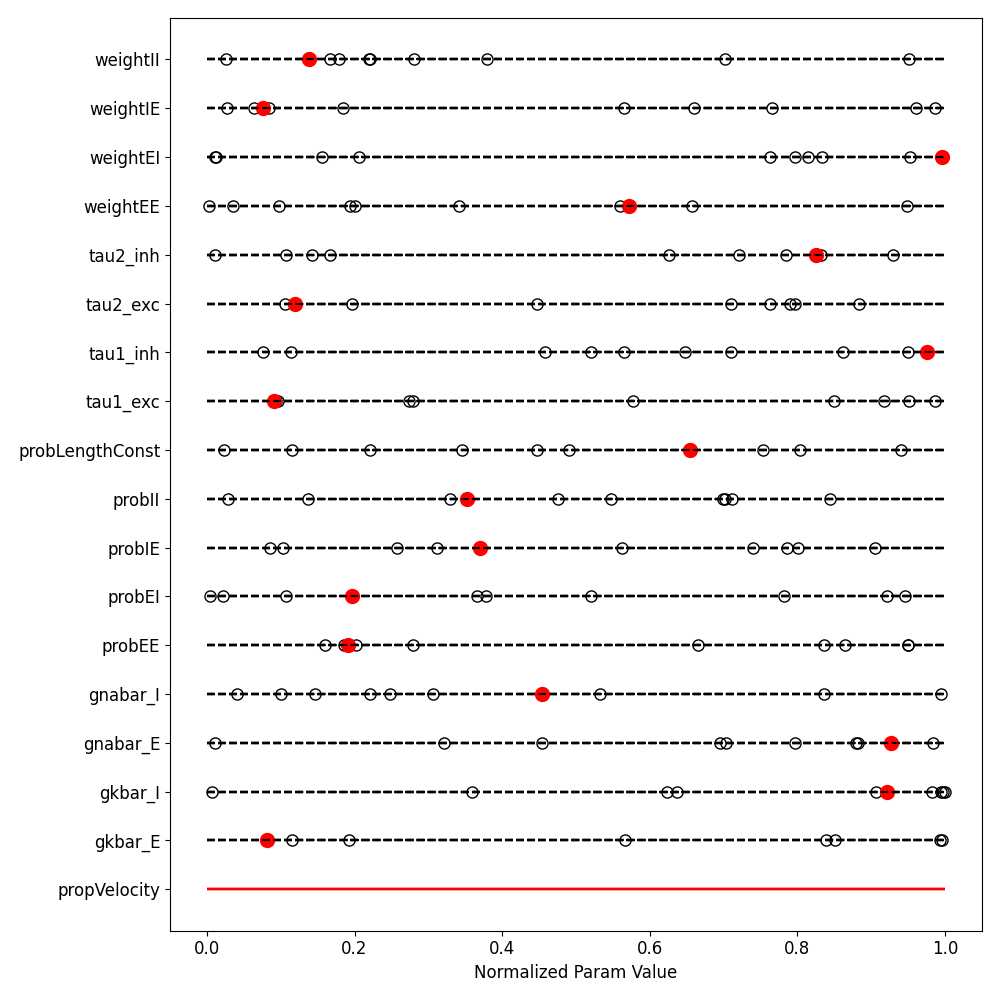 weightII
weightIE
weightEI
weightEE
tau2_inh
tau2_exc
tau1_inh
tau1_exc
probLengthConst
probII
probIE
probEI
probEE
gnabar_I
gnabar_E
gkbar_I
gkbar_E
propVelocity
0.0 0.2 0.4 0.6 0.8 1.0
Normalized Param Value